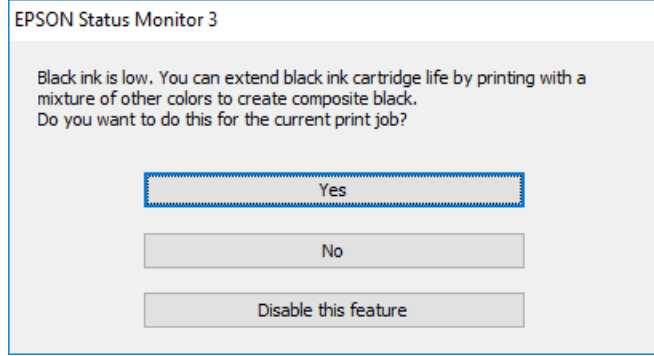 EPSON Status Monitor 3
Black ink is low. You can extend black ink cartridge life by printing with a
mixture of other colors to create composite black.
Do you want to do this for the current print job?
Yes
No
Disable this feature